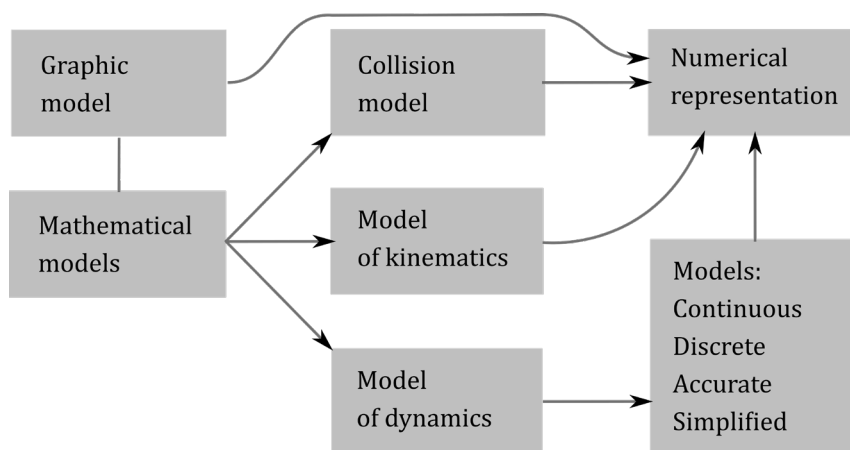 Graphic
model
Collision
model
Numerical
representation
Mathematical
models
Model
of kinematics
Models:
Continuous
Discrete
Accurate
Simplified
Model
of dynamics